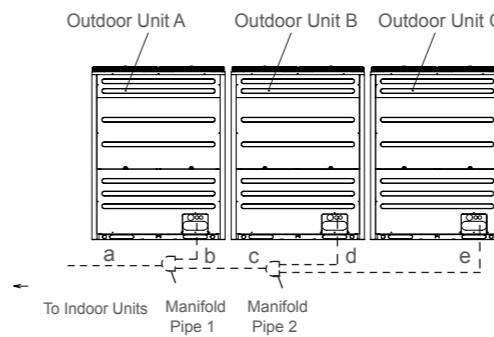 Outdoor Unit A
Outdoor Unit B
Outdoor Unit C
a
b
c
d
e
To Indoor Units
Manifold
Pipe 1
Manifold
Pipe 2